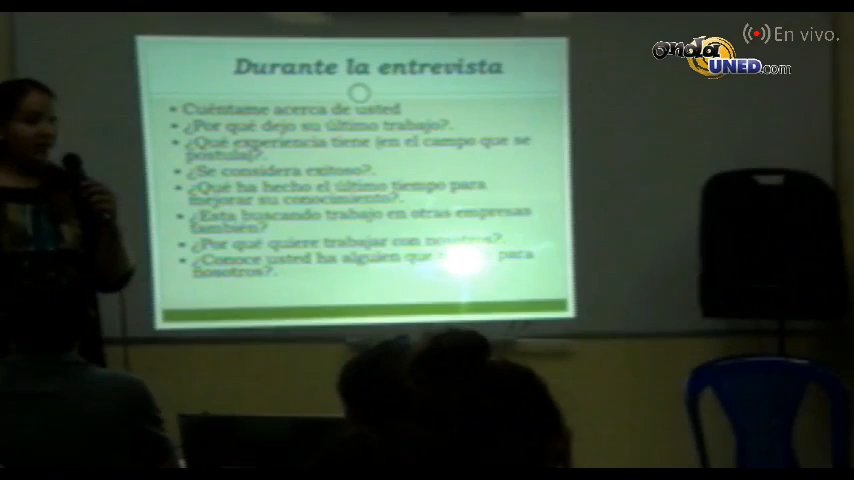 onda
UNED.com
En vivo.
Durante la entrevista
• Cuéntame acerca de usted
• ¿Por qué dejo su último trabajo?.
• ¿Qué experiencia tiene (en el campo que se
postula)?.
• ¿Se considera exitoso?.
• ¿Qué ha hecho el último tiempo para
mejorar su conocimiento?.
• ¿Esta buscando trabajo en otras empresas
también?
• ¿Por qué quiere trabajar con nosotros?.
• ¿Conoce usted ha alguien que para
nosotros?.